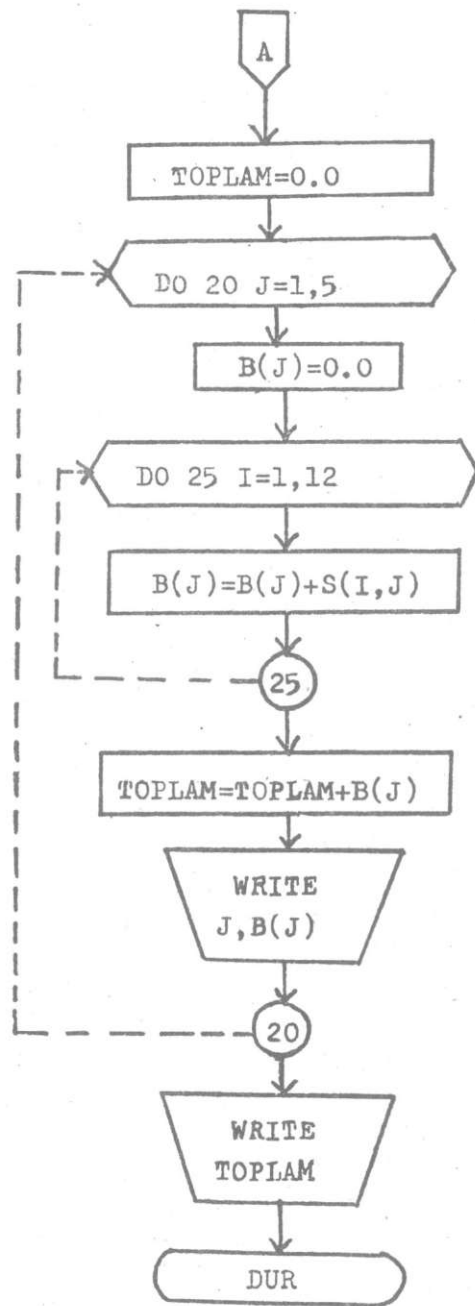 A
TOPLAM=0.0
DO 20 J=1,5
B(J)=0.0
DO 25 I=1,12
B(J)=B(J)+S(I,J)
25
TOPLAM=TOPLAM+B(J)
WRITE
J,B(J)
20
WRITE
TOPLAM
DUR